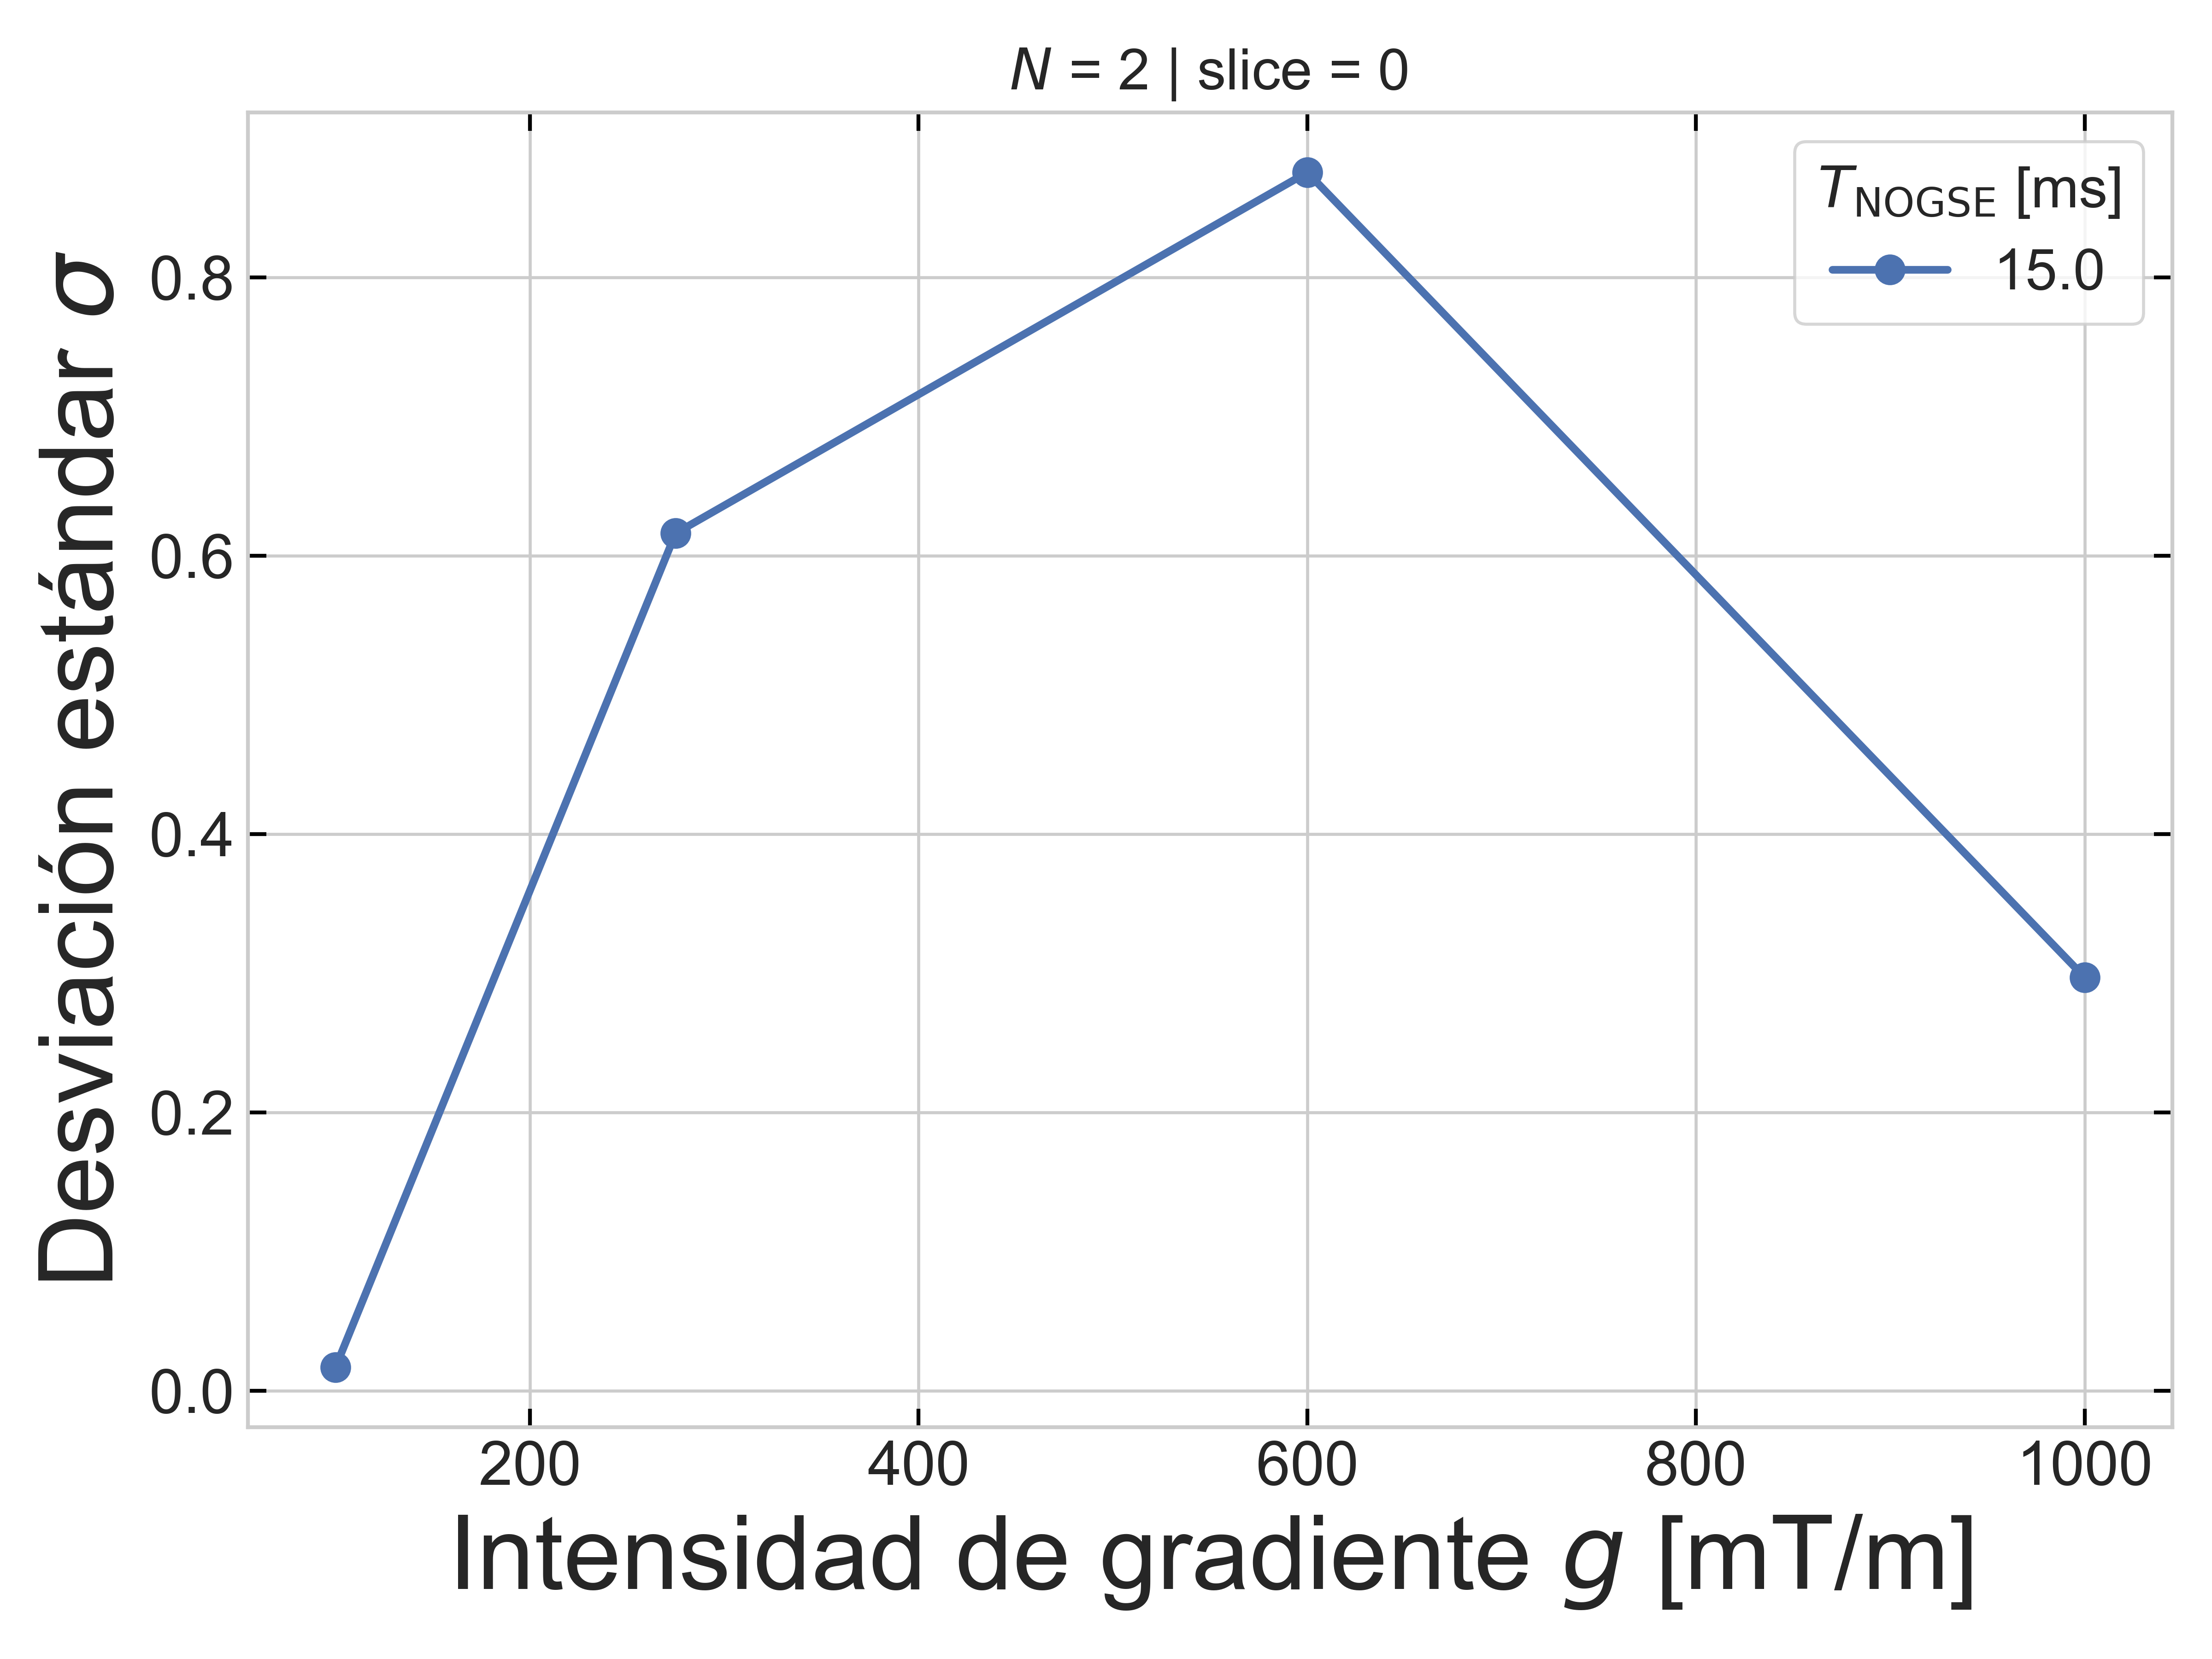 N = 2 | slice = 0
Desviación estándar σ
0.8
0.6
0.4
0.2
0.0
T_NOGSE [ms]
15.0
200 400 600 800 1000
Intensidad de gradiente g [mT/m]